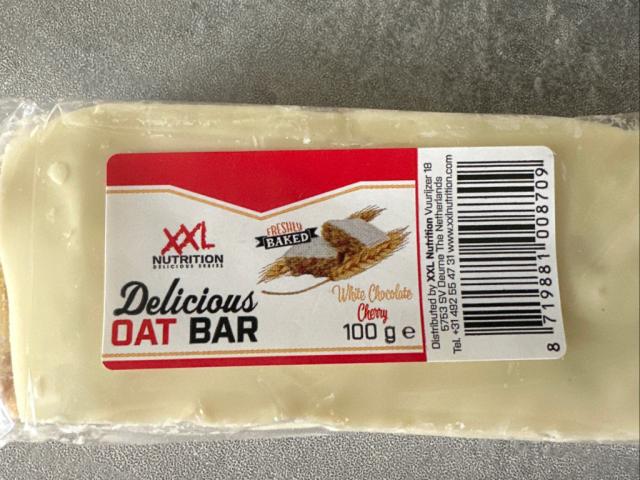 XXL
NUTRITION
DELICIOUS SERIES
FRESHLY
BAKED
Delicious
OAT BAR
White Chocolate
Cherry
100 g e
Distributed by XXL Nutrition Vuurijzer 18
5753 SV Deurne The Netherlands
Tel. +31 492 55 47 31 www.xxlnutrition.com
8 719881 008709